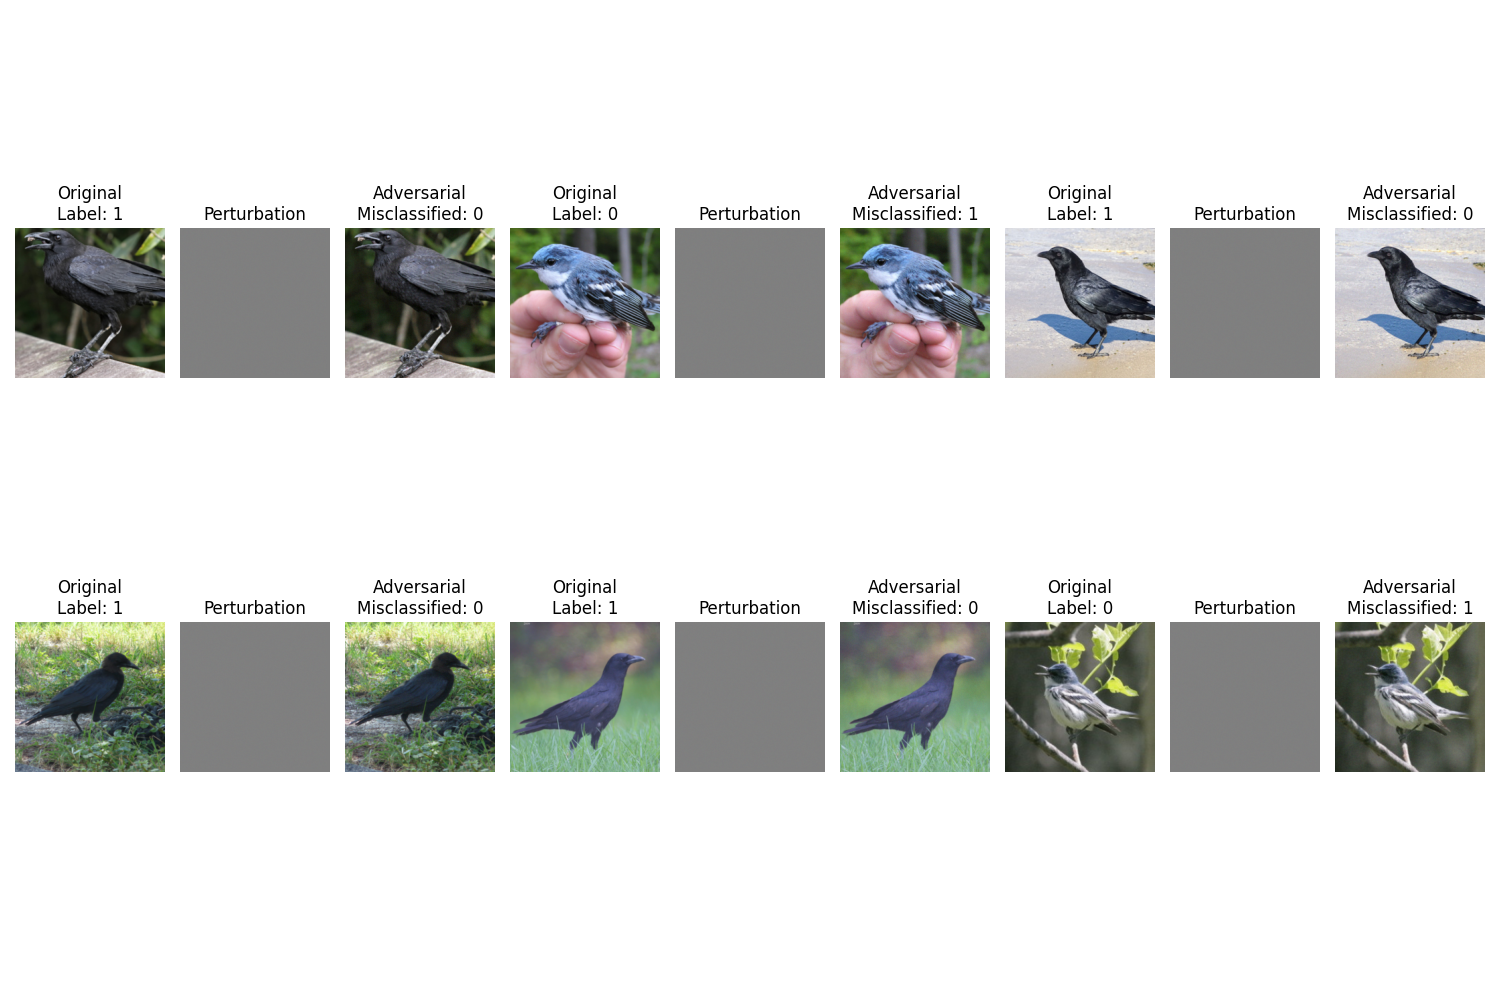 Original
Label: 1
Perturbation
Adversarial
Misclassified: 0
Original
Label: 0
Perturbation
Adversarial
Misclassified: 1
Original
Label: 1
Perturbation
Adversarial
Misclassified: 0
Original
Label: 1
Perturbation
Adversarial
Misclassified: 0
Original
Label: 1
Perturbation
Adversarial
Misclassified: 0
Original
Label: 0
Perturbation
Adversarial
Misclassified: 1